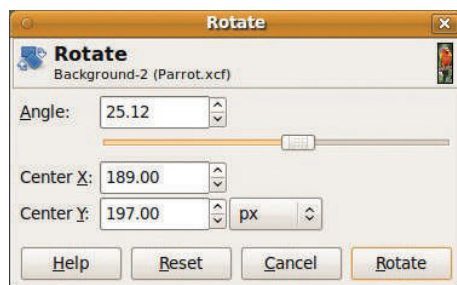 Rotate
Rotate
Background-2 (Parrot.xcf)
Angle: 25.12
Center X: 189.00
Center Y: 197.00 px
Help Reset Cancel Rotate